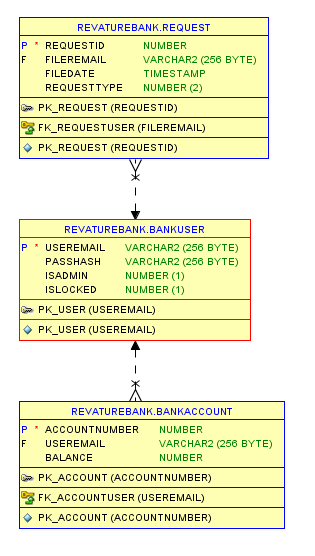 REVATUREBANK.REQUEST
P * REQUESTID NUMBER
F FILEREMAIL VARCHAR2 (256 BYTE)
FILEDATE TIMESTAMP
REQUESTTYPE NUMBER (2)
PK_REQUEST (REQUESTID)
FK_REQUESTUSER (FILEREMAIL)
PK_REQUEST (REQUESTID)
REVATUREBANK.BANKUSER
P * USEREMAIL VARCHAR2 (256 BYTE)
PASSHASH VARCHAR2 (256 BYTE)
ISADMIN NUMBER (1)
ISLOCKED NUMBER (1)
PK_USER (USEREMAIL)
PK_USER (USEREMAIL)
REVATUREBANK.BANKACCOUNT
P * ACCOUNTNUMBER NUMBER
F USEREMAIL VARCHAR2 (256 BYTE)
BALANCE NUMBER
PK_ACCOUNT (ACCOUNTNUMBER)
FK_ACCOUNTUSER (USEREMAIL)
PK_ACCOUNT (ACCOUNTNUMBER)